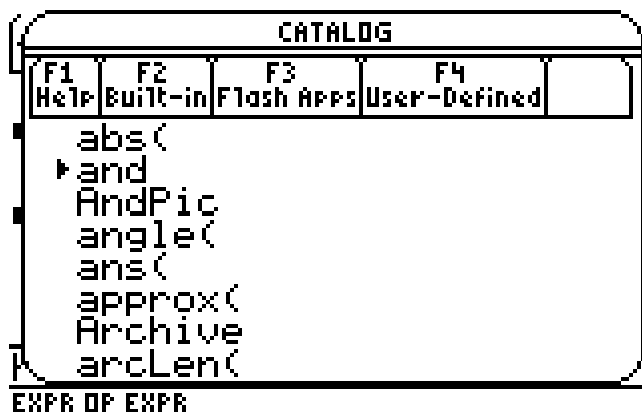 CATALOG
F1 F2 F3 F4
Help Built-in Flash Apps User-Defined
abs(
and
AndPic
angle(
ans(
approx(
Archive
arcLen(
EXPR OP EXPR